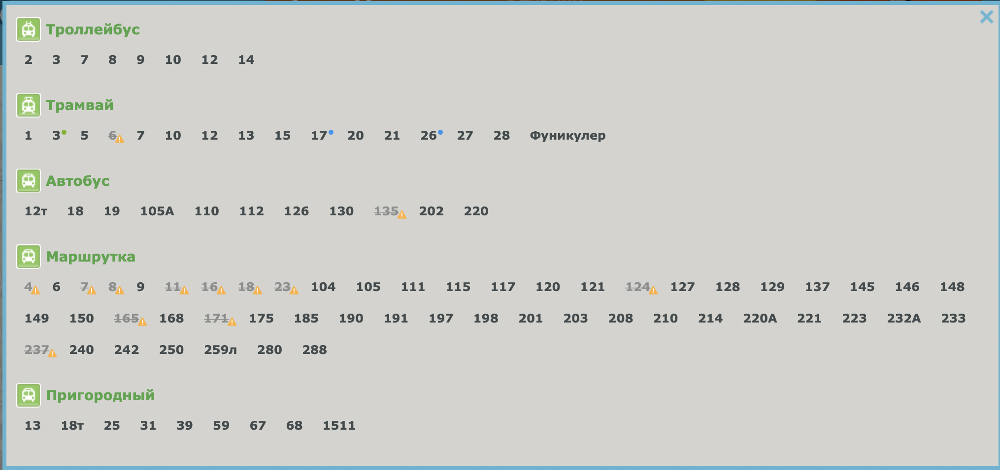 Троллейбус
2 3 7 8 9 10 12 14
Трамвай
1 3 5 6 7 10 12 13 15 17 20 21 26 27 28 Фуникулер
Автобус
12т 18 19 105А 110 112 126 130 135 202 220
Маршрутка
4 6 7 8 9 11 16 18 23 104 105 111 115 117 120 121 124 127 128 129 137 145 146 148
149 150 165 168 171 175 185 190 191 197 198 201 203 208 210 214 220А 221 223 232А 233
237 240 242 250 259л 280 288
Пригородный
13 18т 25 31 39 59 67 68 1511